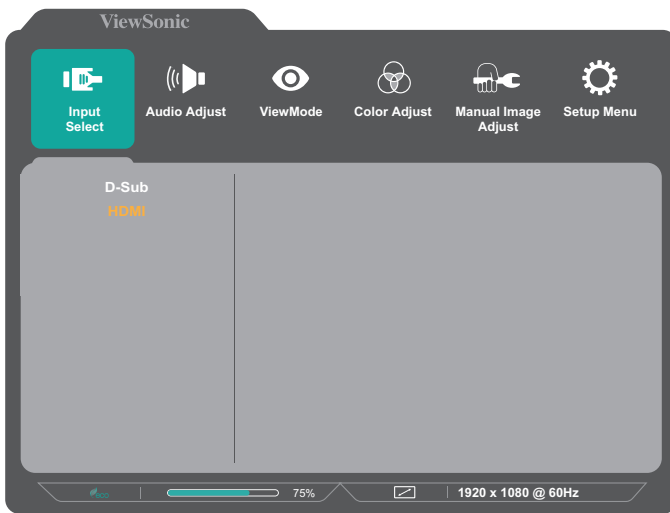 ViewSonic
Input
Select
Audio Adjust
ViewMode
Color Adjust
Manual Image
Adjust
Setup Menu
D-Sub
HDMI
eco
75%
1920 x 1080 @ 60Hz